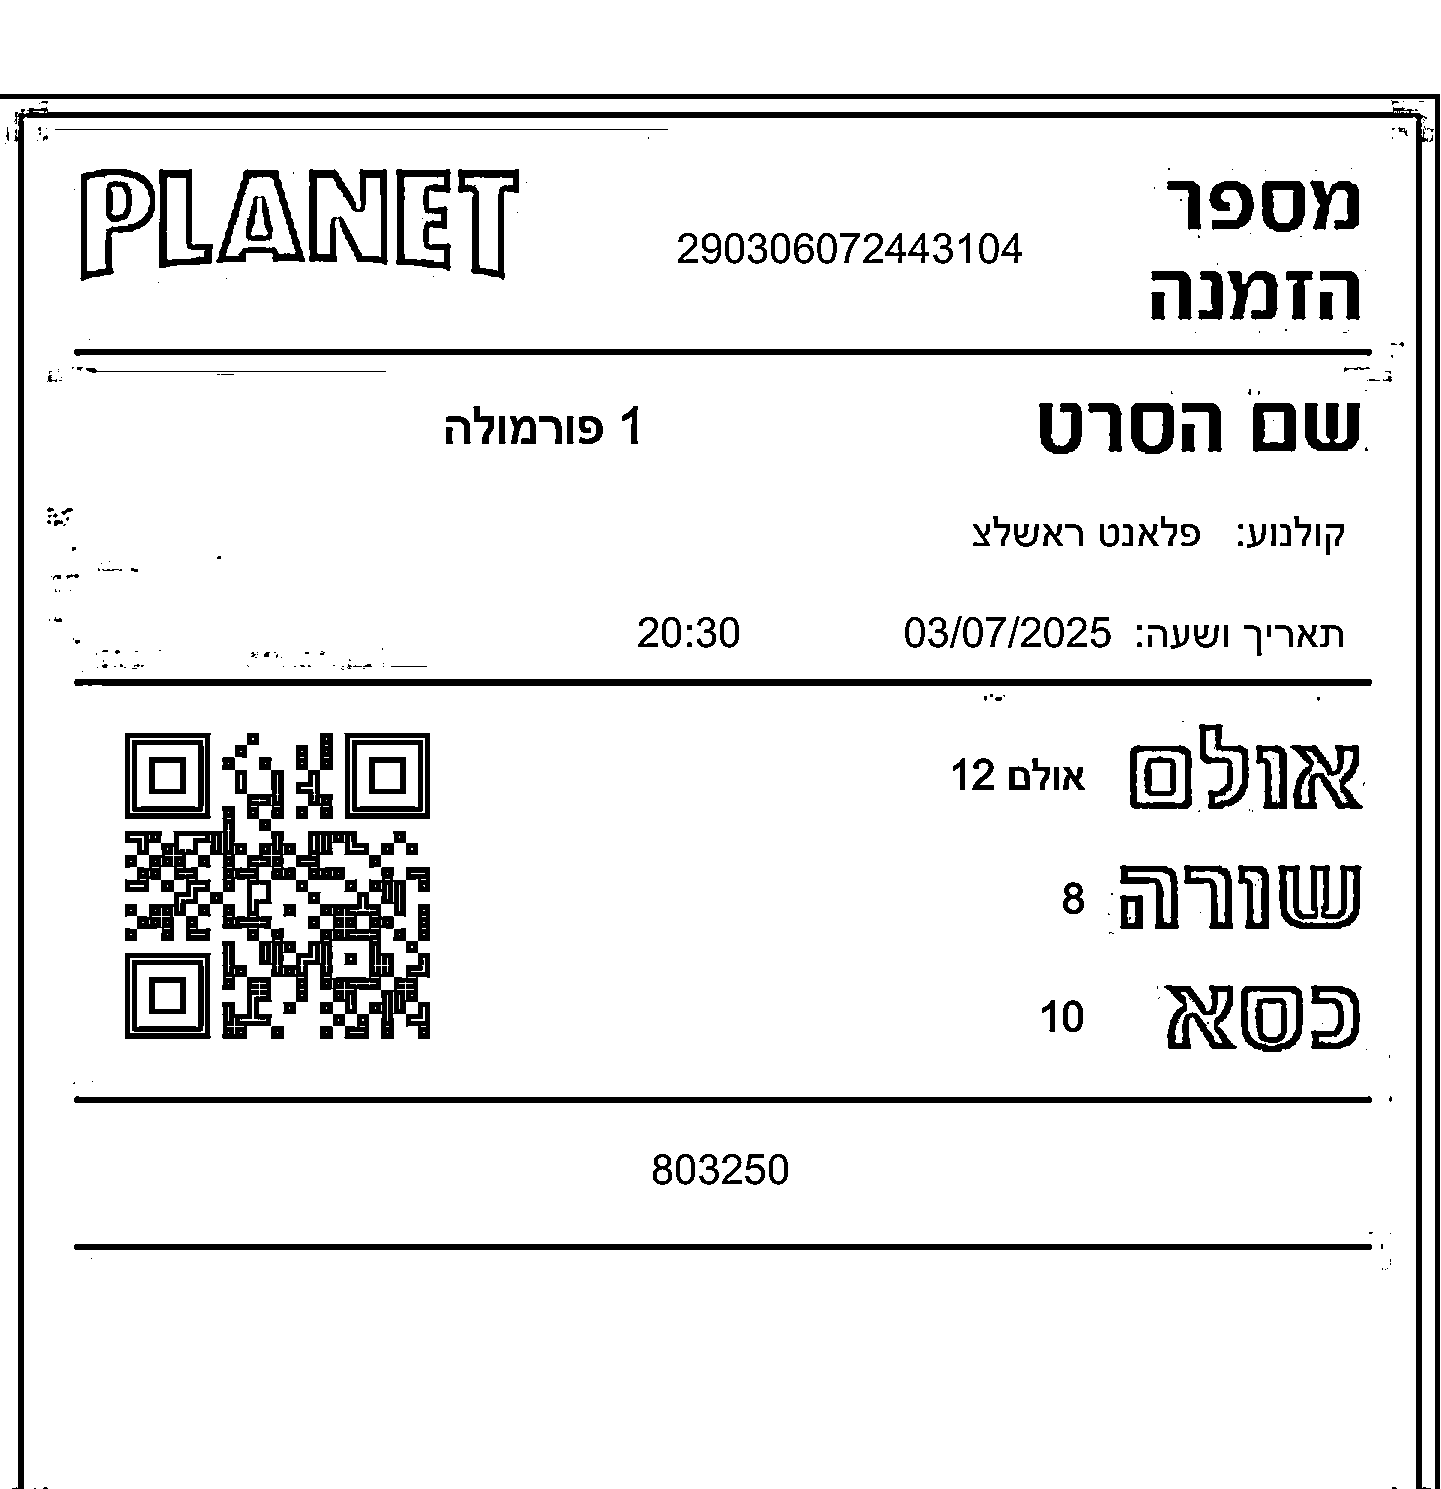 PLANET
מספר הזמנה 290306072443104
שם הסרט 1 פורמולה
קולנוע: פלאנט ראשלצ
תאריך ושעה: 03/07/2025 20:30
אולם אולם 12
שורה 8
כסא 10
803250